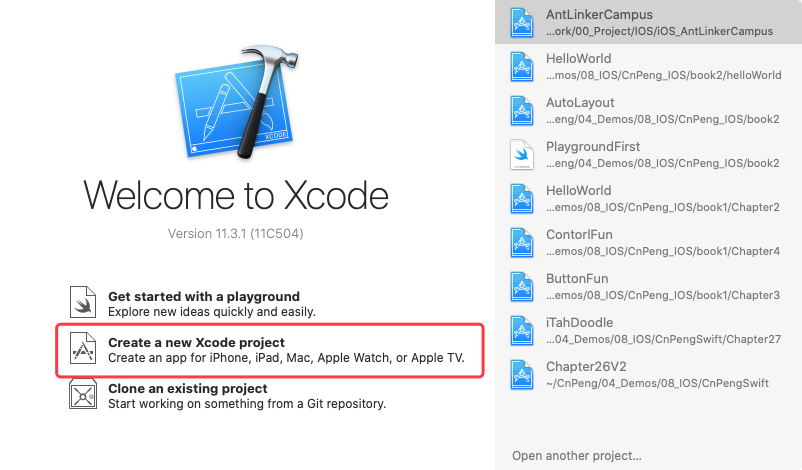 XCODE
Welcome to Xcode
Version 11.3.1 (11C504)
Get started with a playground
Explore new ideas quickly and easily.
Create a new Xcode project
Create an app for iPhone, iPad, Mac, Apple Watch, or Apple TV.
Clone an existing project
Start working on something from a Git repository.
AntLinkerCampus
...ork/00_Project/IOS/iOS_AntLinkerCampus
HelloWorld
...mos/08_IOS/CnPeng_IOS/book2/helloWorld
AutoLayout
...eng/04_Demos/08_IOS/CnPeng_IOS/book2
PlaygroundFirst
...eng/04_Demos/08_IOS/CnPeng_IOS/book2
HelloWorld
...emos/08_IOS/CnPeng_IOS/book1/Chapter2
ContorlFun
...emos/08_IOS/CnPeng_IOS/book1/Chapter4
ButtonFun
...emos/08_IOS/CnPeng_IOS/book1/Chapter3
iTahDoodle
...04_Demos/08_IOS/CnPengSwift/Chapter27
Chapter26V2
~/CnPeng/04_Demos/08_IOS/CnPengSwift
Open another project...